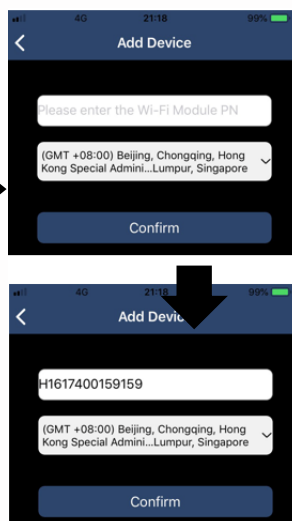 4G 21:18 99%
Add Device
Please enter the Wi-Fi Module PN
(GMT +08:00) Beijing, Chongqing, Hong
Kong Special Admini...Lumpur, Singapore
Confirm
4G 21:18 99%
Add
H1617400159159
(GMT +08:00) Beijing, Chongqing, Hong
Kong Special Admini...Lumpur, Singapore
Confirm